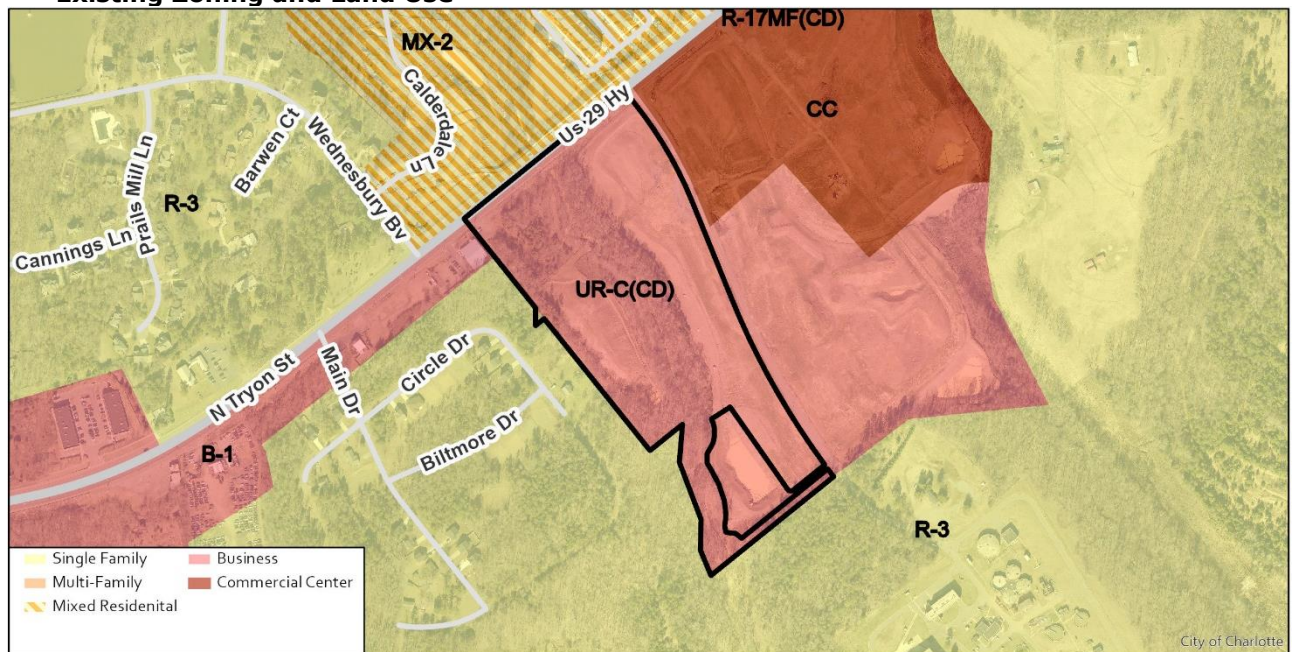 Existing Zoning and Land Use
R-17MF(CD)
MX-2
CC
Us 29 Hy
Calderdale Ln
Wednesbury Bv
Barwen Ct
Prails Mill Ln
R-3
Cannings Ln
UR-C(CD)
Circle Dr
Main Dr
N Tryon St
Biltmore Dr
B-1
R-3
Single Family
Business
Multi-Family
Commercial Center
Mixed Residenital
City of Charlotte